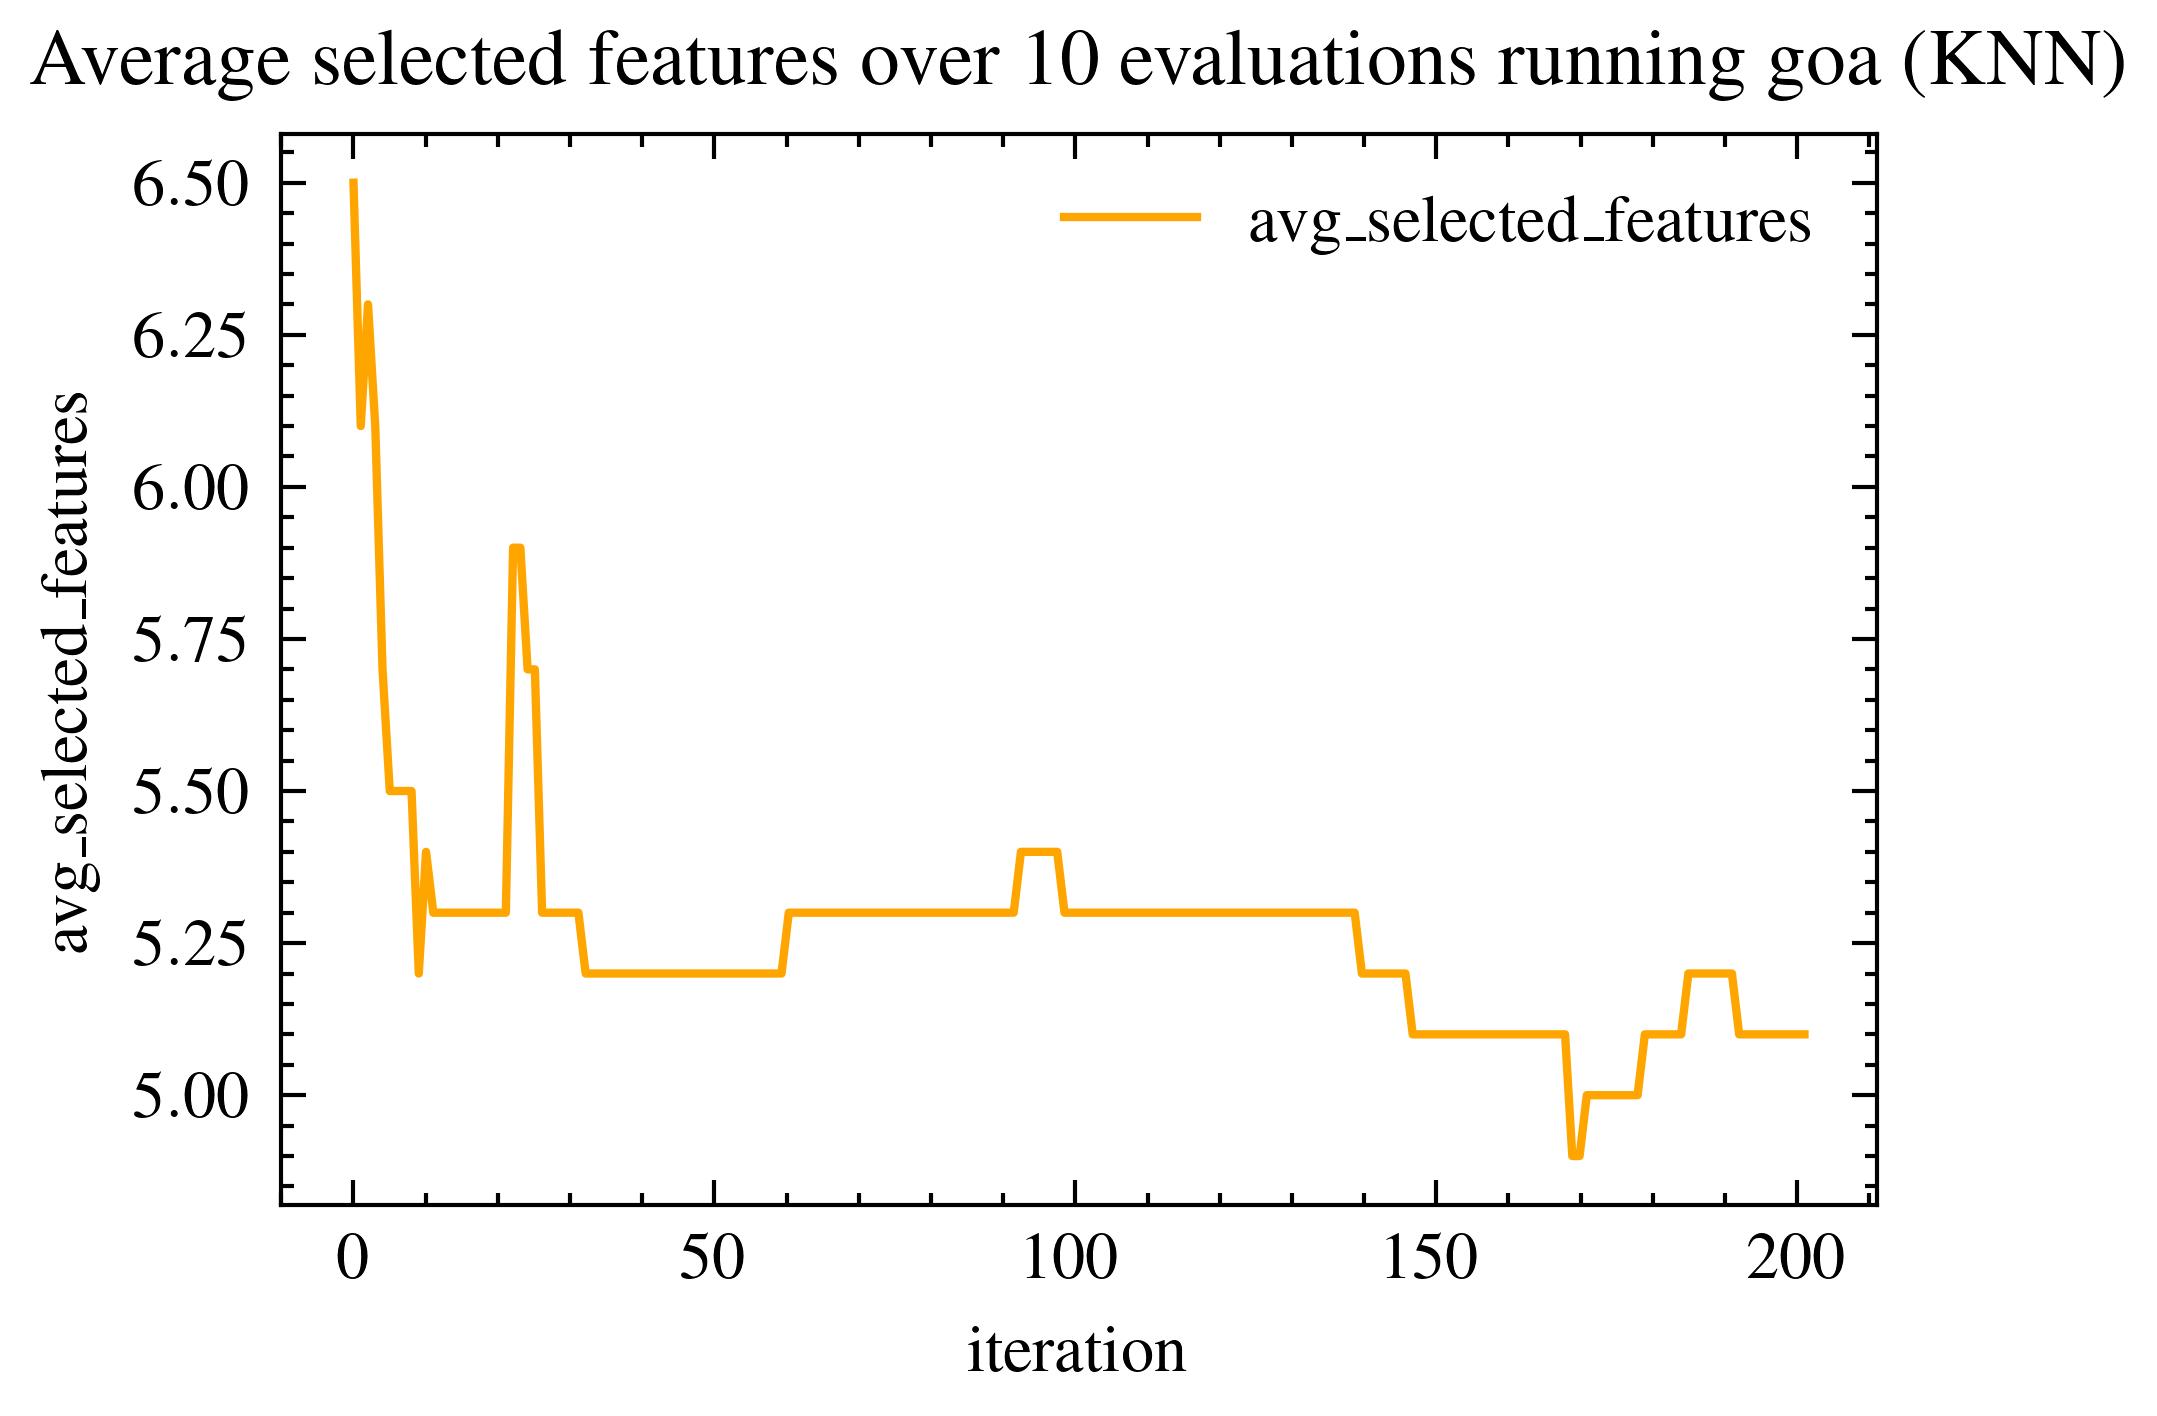 Average selected features over 10 evaluations running goa (KNN)
avg_selected_features
6.50
6.25
6.00
5.75
5.50
5.25
5.00
avg_selected_features
0 50 100 150 200
iteration